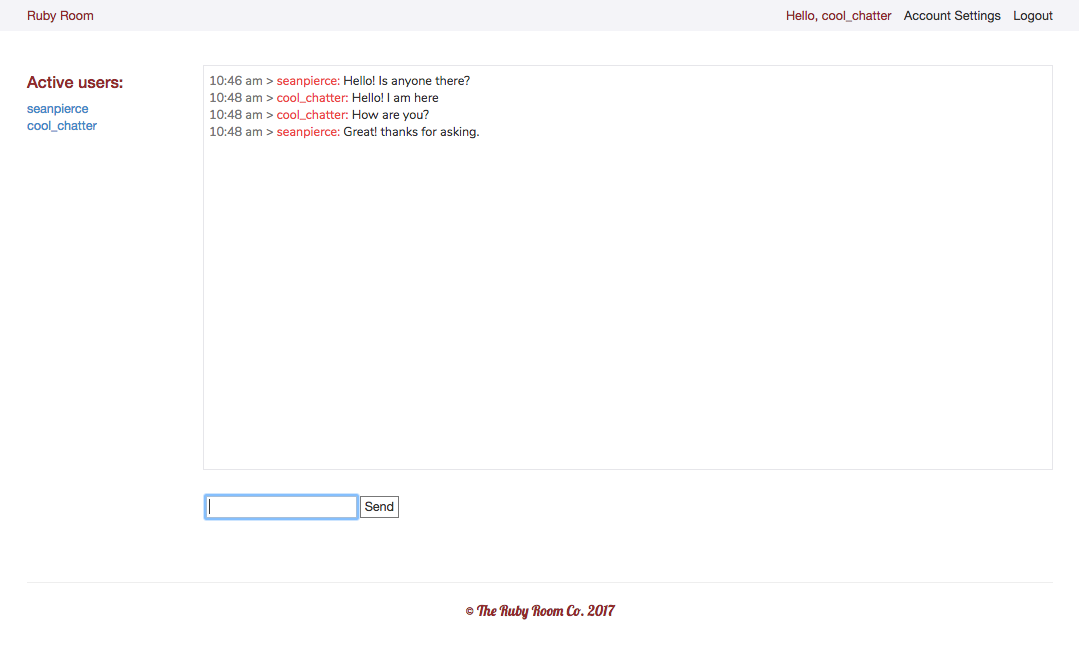 Ruby Room
Hello, cool_chatter Account Settings Logout
Active users:
seanpierce
cool_chatter
10:46 am > seanpierce: Hello! Is anyone there?
10:48 am > cool_chatter: Hello! I am here
10:48 am > cool_chatter: How are you?
10:48 am > seanpierce: Great! thanks for asking.
Send
© The Ruby Room Co. 2017